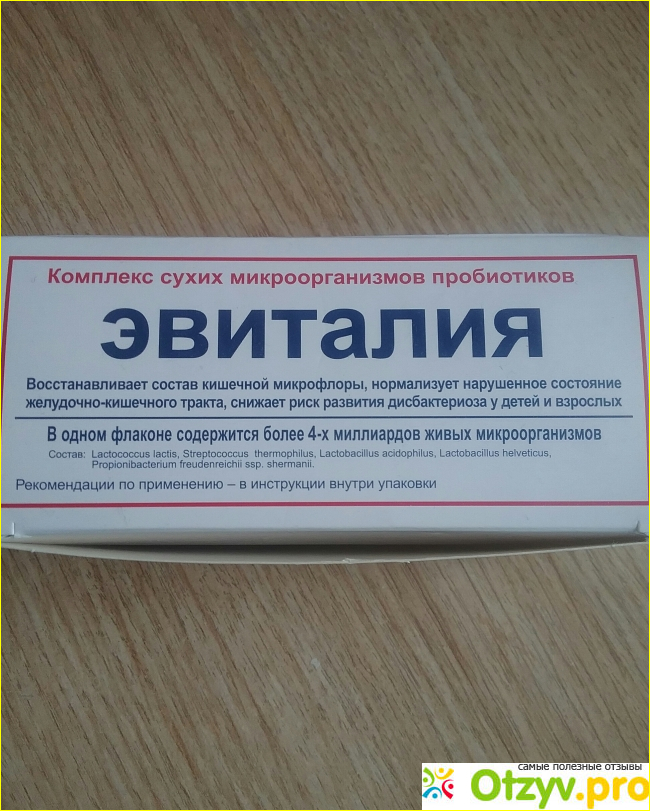 Комплекс сухих микроорганизмов пробиотиков
эвиталия
Восстанавливает состав кишечной микрофлоры, нормализует нарушенное состояние
желудочно-кишечного тракта, снижает риск развития дисбактериоза у детей и взрослых
В одном флаконе содержится более 4-х миллиардов живых микроорганизмов
Состав: Lactococcus lactis, Streptococcus thermophilus, Lactobacillus acidophilus, Lactobacillus helveticus,
Propionibacterium freudenreichii ssp. shermanii.
Рекомендации по применению – в инструкции внутри упаковки
самые полезные отзывы
Otzyv.pro